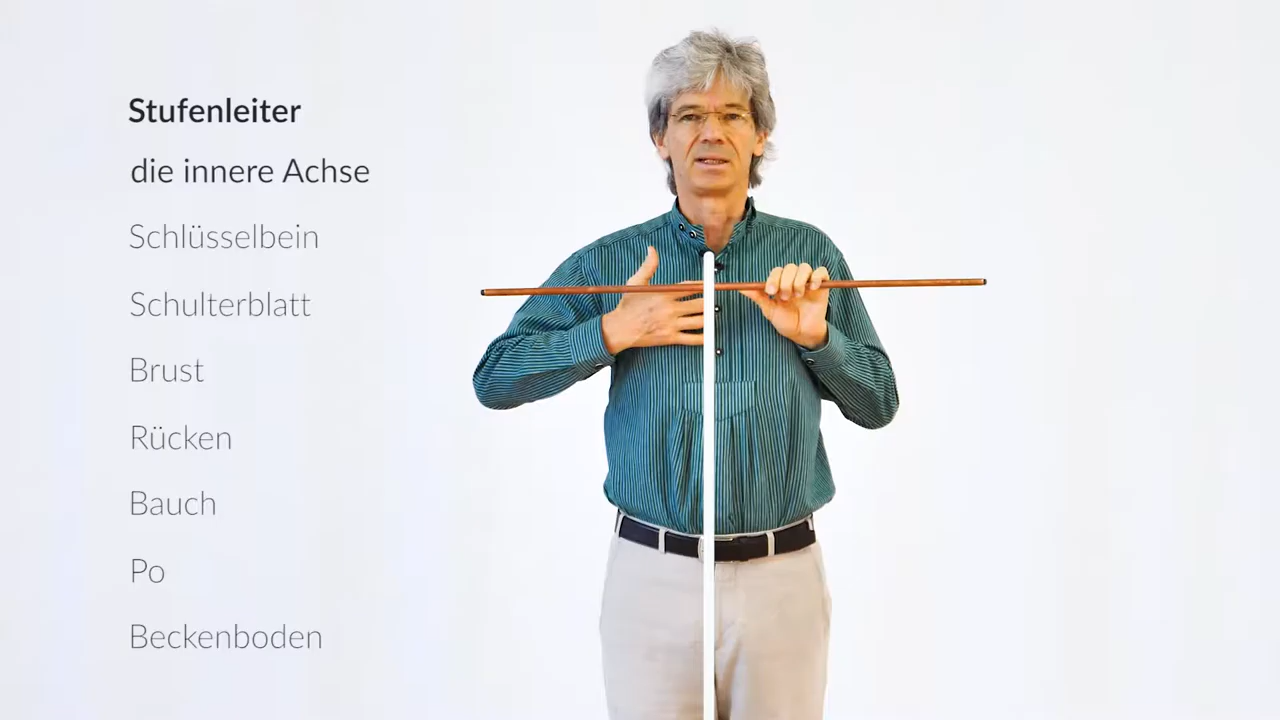 Stufenleiter
die innere Achse
Schlüsselbein
Schulterblatt
Brust
Rücken
Bauch
Po
Beckenboden